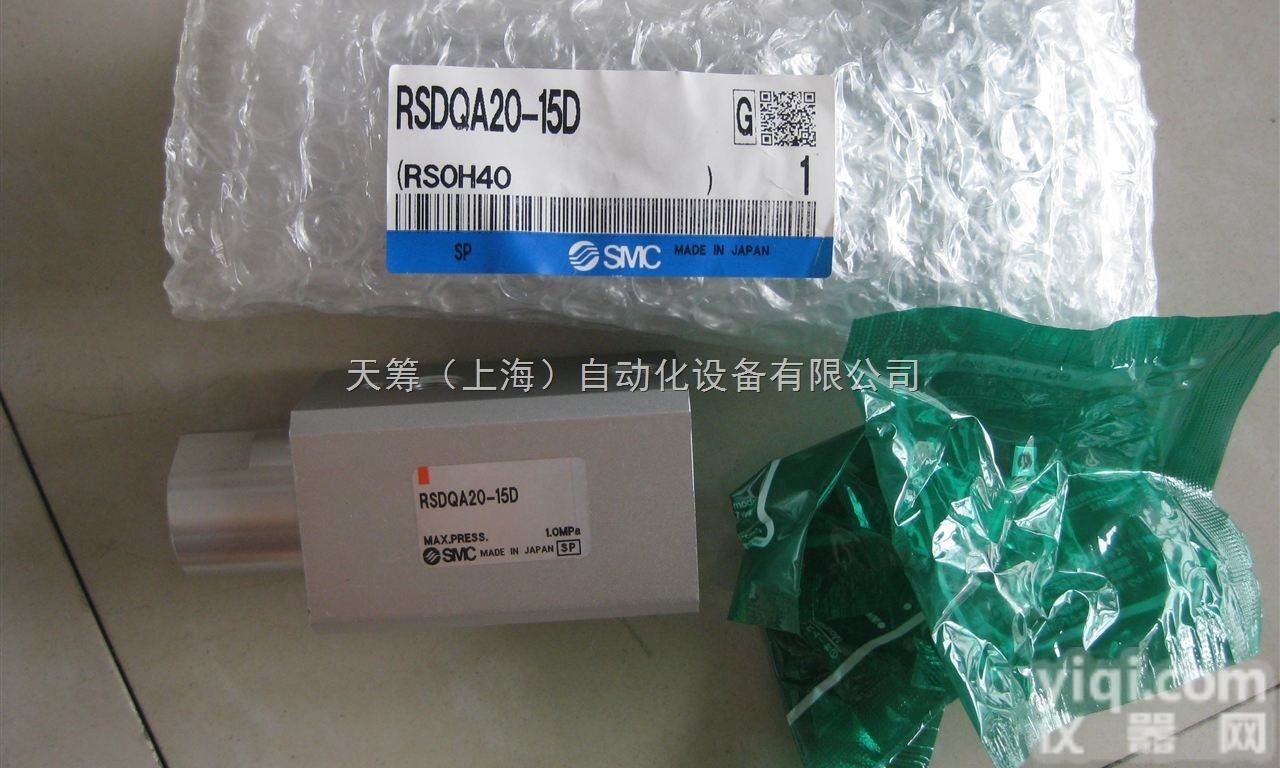 RSDQA20-15D
G
(RSOH40 )
1
SP
SMC MADE IN JAPAN
天筹（上海）自动化设备有限公司
RSDQA20-15D
MAX.PRESS. 1.0MPa
SMC MADE IN JAPAN SP
yiqi.com
仪器网